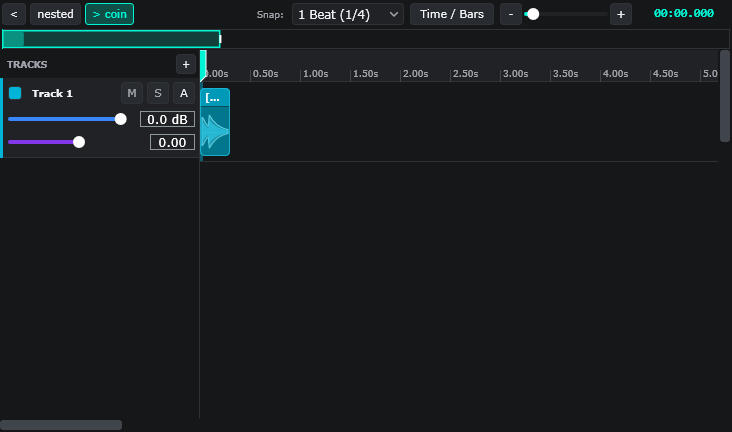 < nested > coin Snap: 1 Beat (1/4) Time / Bars - + 00:00.000
TRACKS +
0.00s 0.50s 1.00s 1.50s 2.00s 2.50s 3.00s 3.50s 4.00s 4.50s 5.0
Track 1 M S A
[...
0.0 dB
0.00